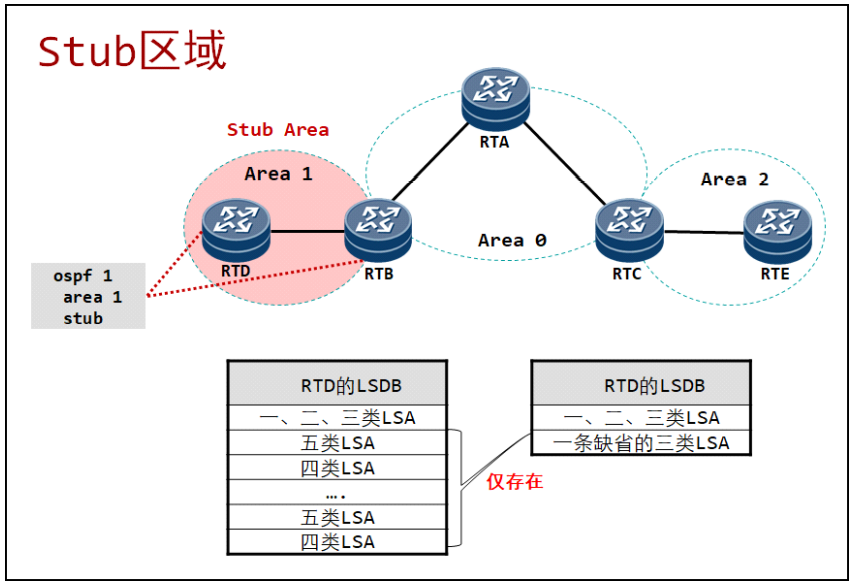 Stub区域
Stub Area
RTA
Area 1
Area 2
Area 0
RTD
RTB
RTC
RTE
ospf 1
area 1
stub
RTD的LSDB
一、二、三类LSA
五类LSA
四类LSA
….
五类LSA
四类LSA
仅存在
RTD的LSDB
一、二、三类LSA
一条缺省的三类LSA